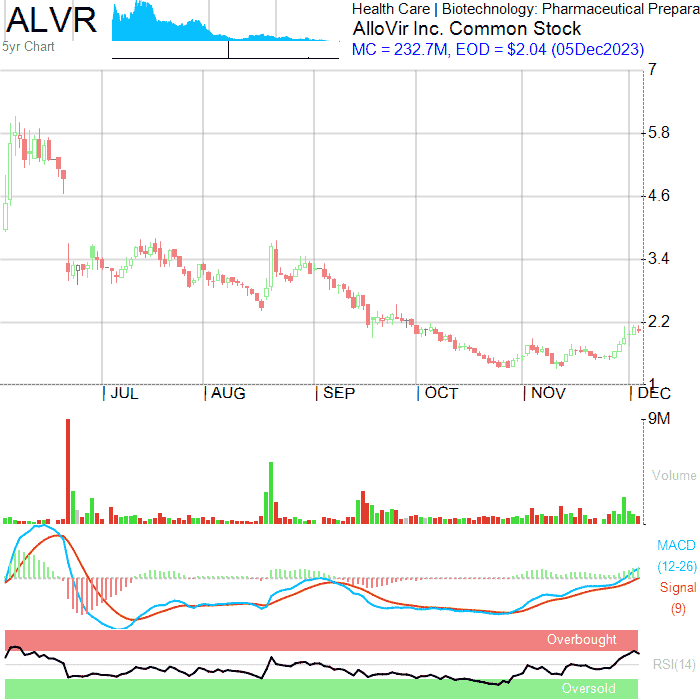 ALVR
5yr Chart
Health Care | Biotechnology: Pharmaceutical Prepara
AlloVir Inc. Common Stock
MC = 232.7M, EOD = $2.04 (05Dec2023)
7
5.8
4.6
3.4
2.2
1
| JUL | AUG | SEP | OCT | NOV | DEC
9M
Volume
MACD
(12-26)
Signal
(9)
Overbought
RSI(14)
Oversold